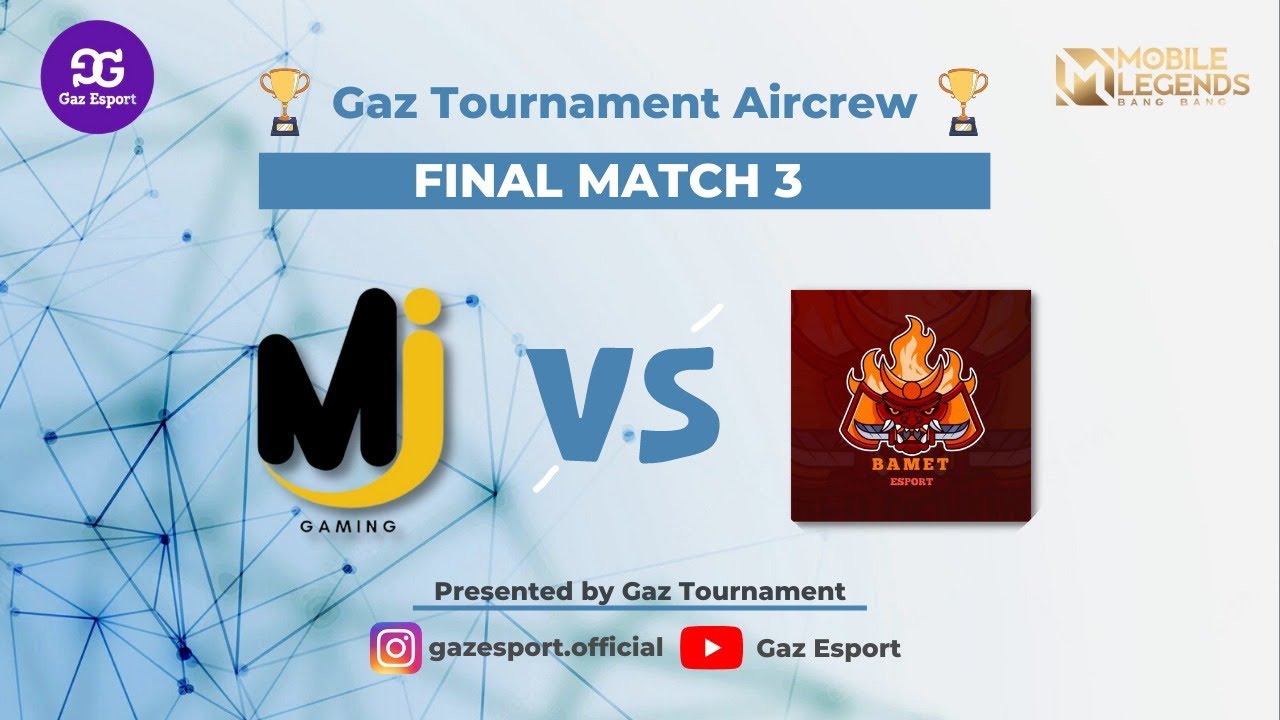 GG
Gaz Esport
Gaz Tournament Aircrew
MOBILE
LEGENDS
BANG BANG
FINAL MATCH 3
Mj
GAMING
VS
BAMET
ESPORT
Presented by Gaz Tournament
gazesport.official
Gaz Esport